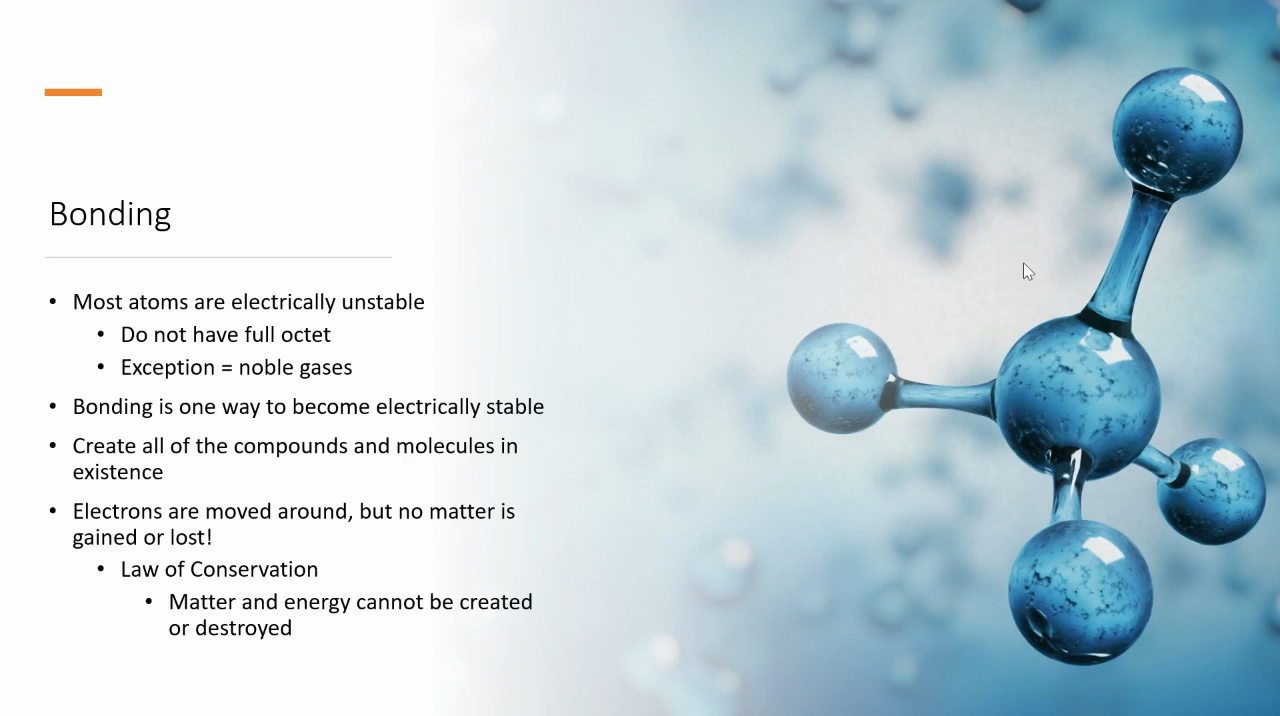 Bonding
• Most atoms are electrically unstable
• Do not have full octet
• Exception = noble gases
• Bonding is one way to become electrically stable
• Create all of the compounds and molecules in
existence
• Electrons are moved around, but no matter is
gained or lost!
• Law of Conservation
• Matter and energy cannot be created
or destroyed